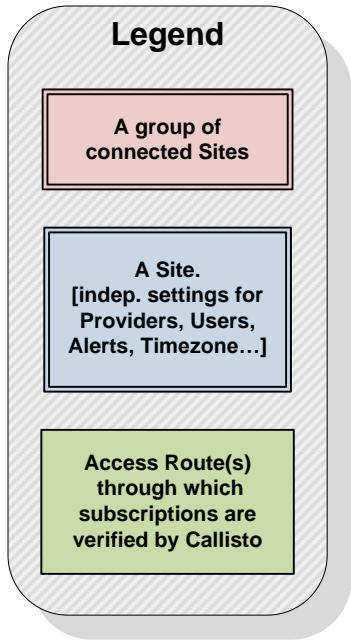 Legend
A group of
connected Sites
A Site.
[indep. settings for
Providers, Users,
Alerts, Timezone…]
Access Route(s)
through which
subscriptions are
verified by Callisto